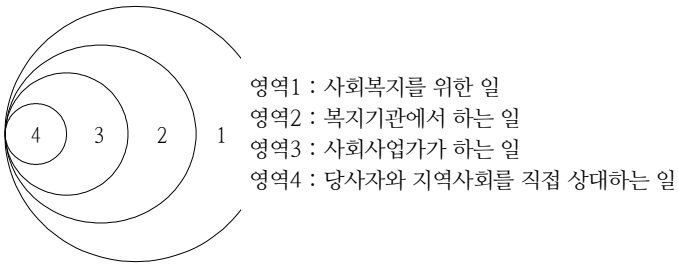 4 3 2 1
영역1 : 사회복지를 위한 일
영역2 : 복지기관에서 하는 일
영역3 : 사회사업가가 하는 일
영역4 : 당사자와 지역사회를 직접 상대하는 일